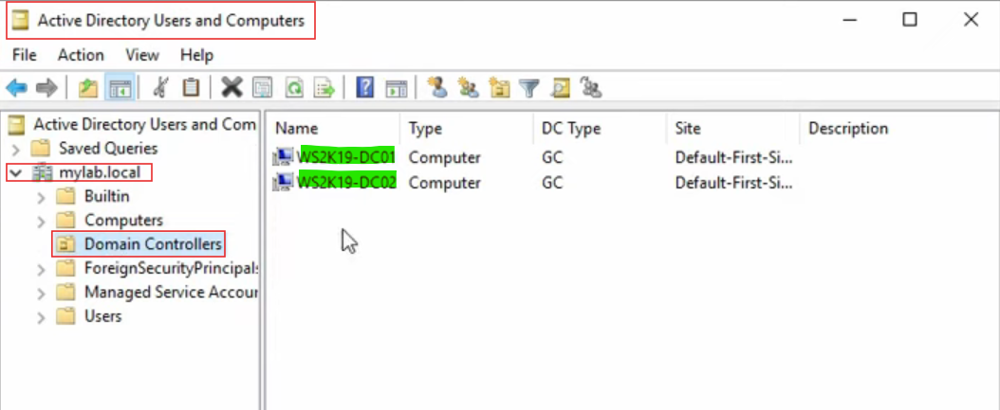 Active Directory Users and Computers
File Action View Help
Active Directory Users and Com
Saved Queries
mylab.local
Builtin
Computers
Domain Controllers
ForeignSecurityPrincipals
Managed Service Accour
Users
Name Type DC Type Site Description
WS2K19-DC01 Computer GC Default-First-Si...
WS2K19-DC02 Computer GC Default-First-Si...